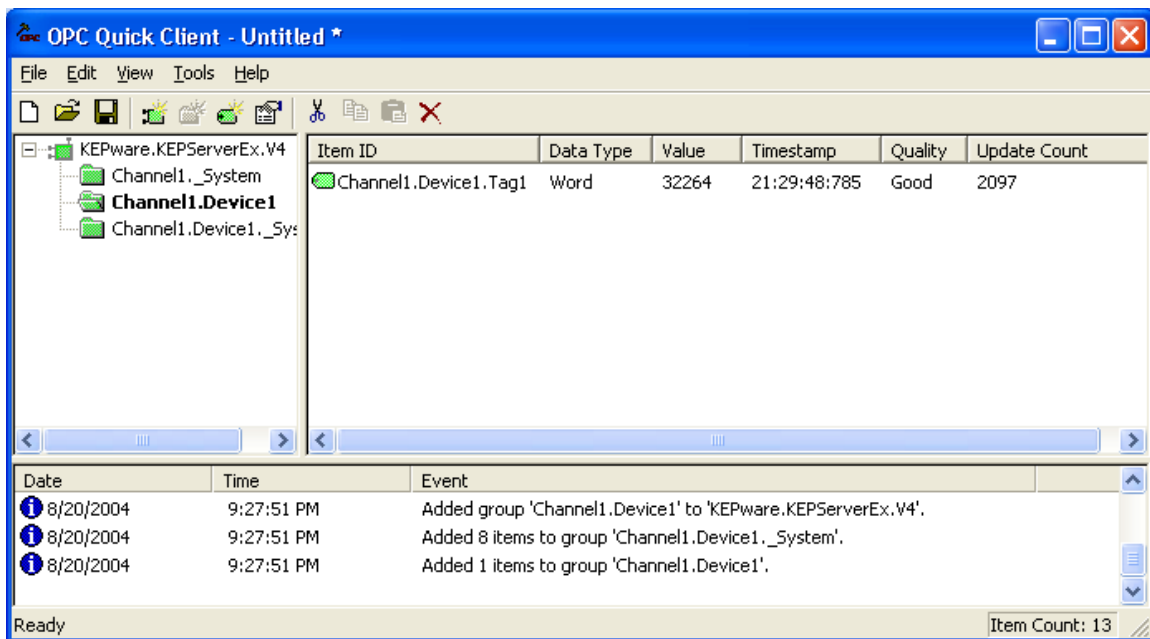 OPC Quick Client - Untitled *
File Edit View Tools Help
KEPware.KEPServerEx.V4
Channel1._System
Channel1.Device1
Channel1.Device1._Sys
Item ID Data Type Value Timestamp Quality Update Count
Channel1.Device1.Tag1 Word 32264 21:29:48:785 Good 2097
Date Time Event
8/20/2004 9:27:51 PM Added group 'Channel1.Device1' to 'KEPware.KEPServerEx.V4'.
8/20/2004 9:27:51 PM Added 8 items to group 'Channel1.Device1._System'.
8/20/2004 9:27:51 PM Added 1 items to group 'Channel1.Device1'.
Ready Item Count: 13